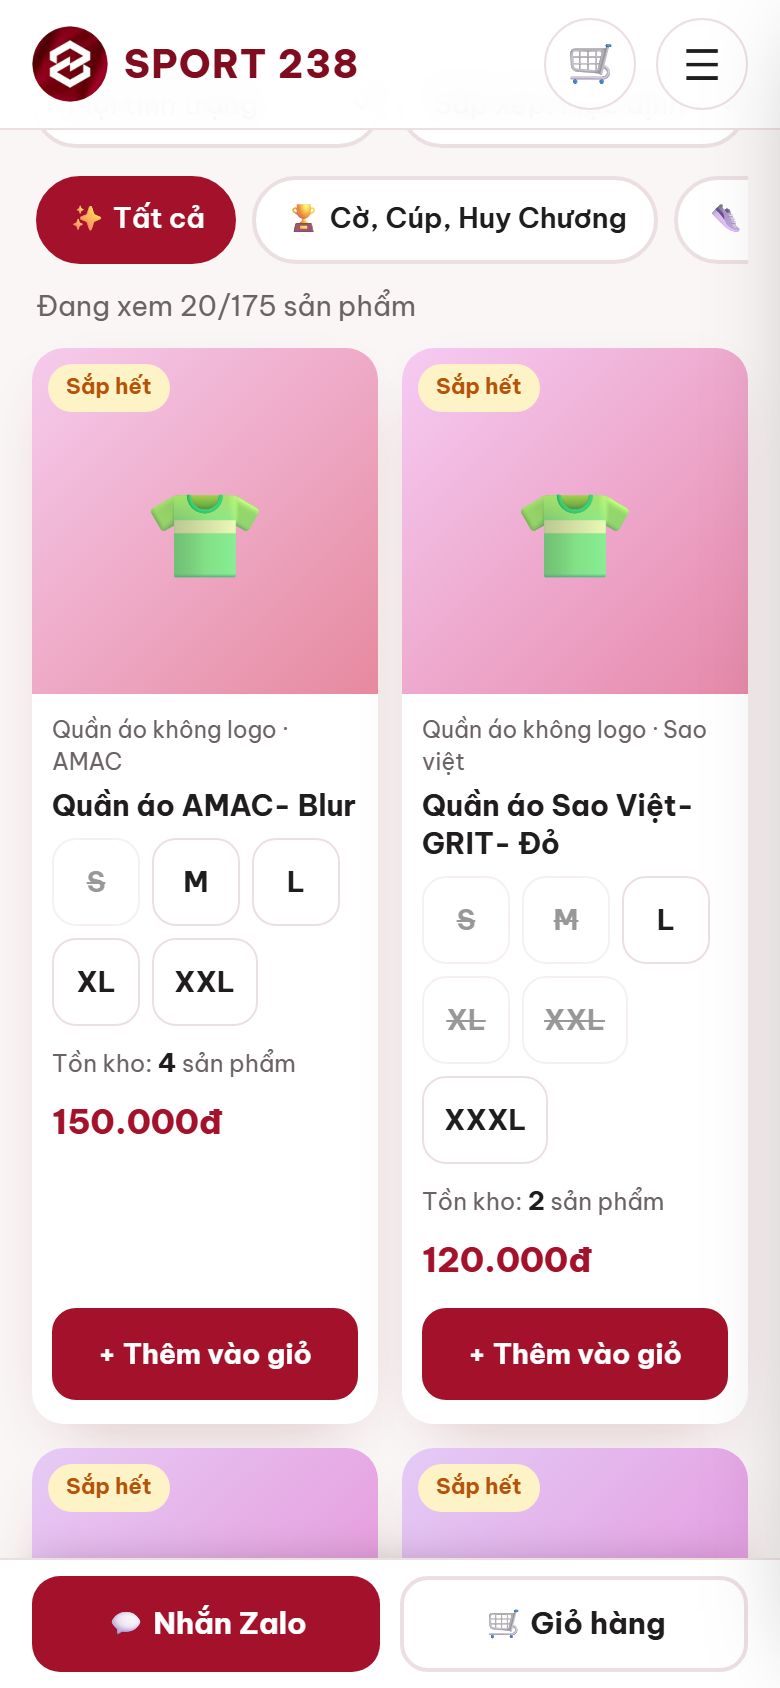 SPORT 238
Tất cả
Cờ, Cúp, Huy Chương
Đang xem 20/175 sản phẩm
Sắp hết
Quần áo không logo ·
AMAC
Quần áo AMAC- Blur
S
M
L
XL
XXL
Tồn kho: 4 sản phẩm
150.000đ
+ Thêm vào giỏ
Sắp hết
Quần áo không logo · Sao
việt
Quần áo Sao Việt-
GRIT- Đỏ
S
M
L
XL
XXL
XXXL
Tồn kho: 2 sản phẩm
120.000đ
+ Thêm vào giỏ
Sắp hết
Sắp hết
Nhắn Zalo
Giỏ hàng